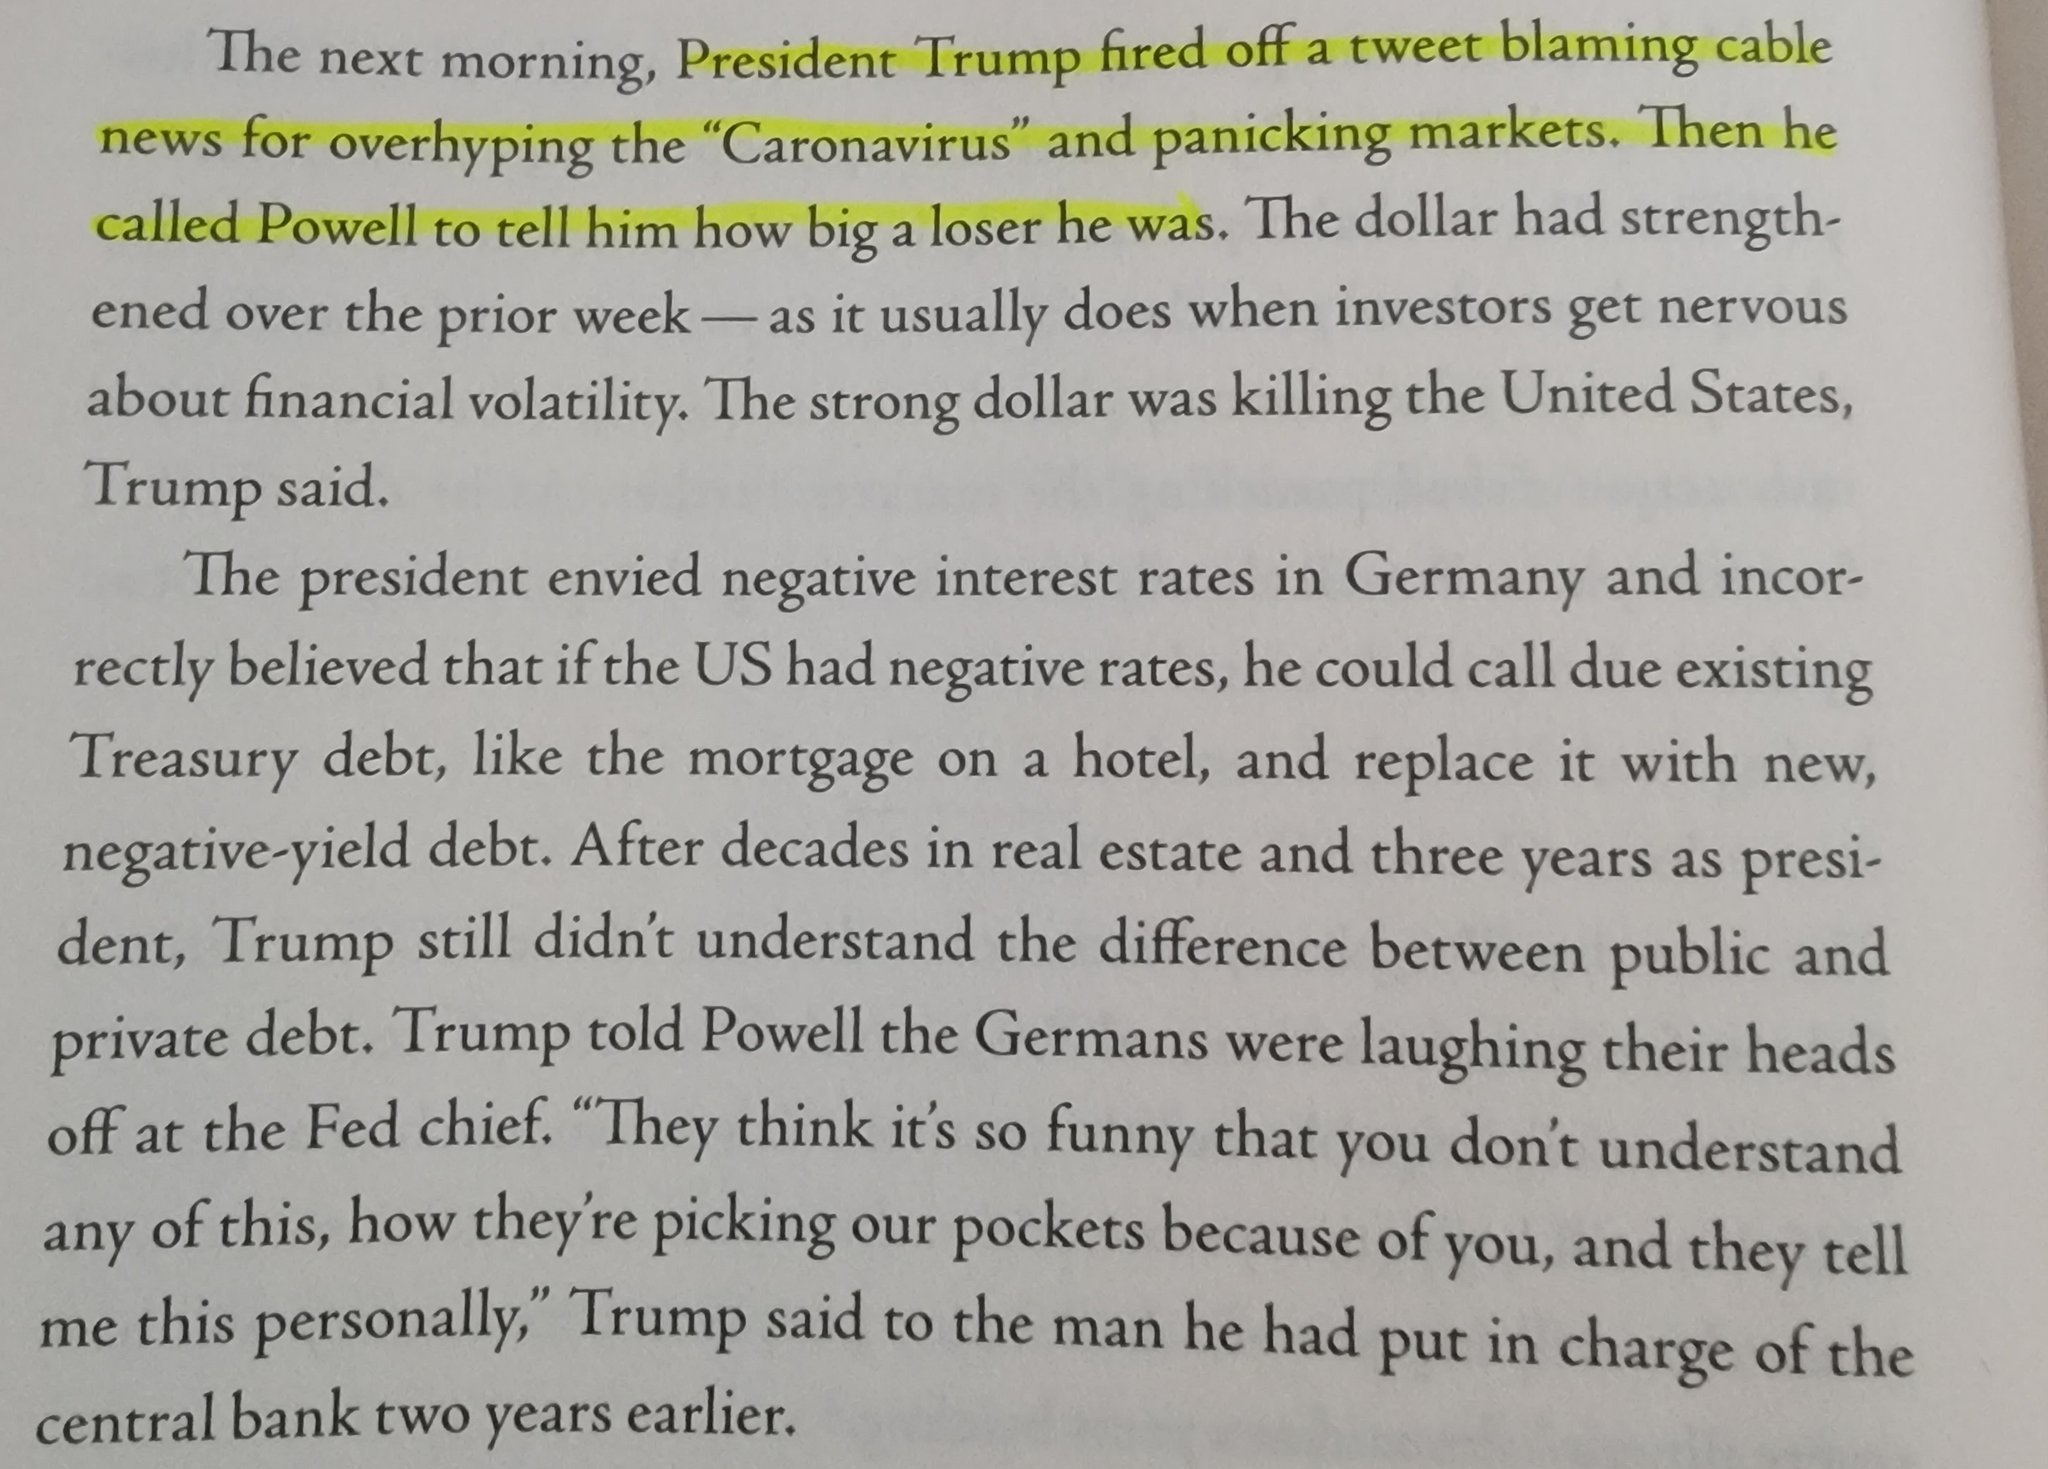 The next morning, President Trump fired off a tweet blaming cable
news for overhyping the “Caronavirus” and panicking markets. Then he
called Powell to tell him how big a loser he was. The dollar had strength-
ened over the prior week — as it usually does when investors get nervous
about financial volatility. The strong dollar was killing the United States,
Trump said.
The president envied negative interest rates in Germany and incor-
rectly believed that if the US had negative rates, he could call due existing
Treasury debt, like the mortgage on a hotel, and replace it with new,
negative-yield debt. After decades in real estate and three years as presi-
dent, Trump still didn’t understand the difference between public and
private debt. Trump told Powell the Germans were laughing their heads
off at the Fed chief. “They think it’s so funny that you don’t understand
any of this, how they’re picking our pockets because of you, and they tell
me this personally,” Trump said to the man he had put in charge of the
central bank two years earlier.